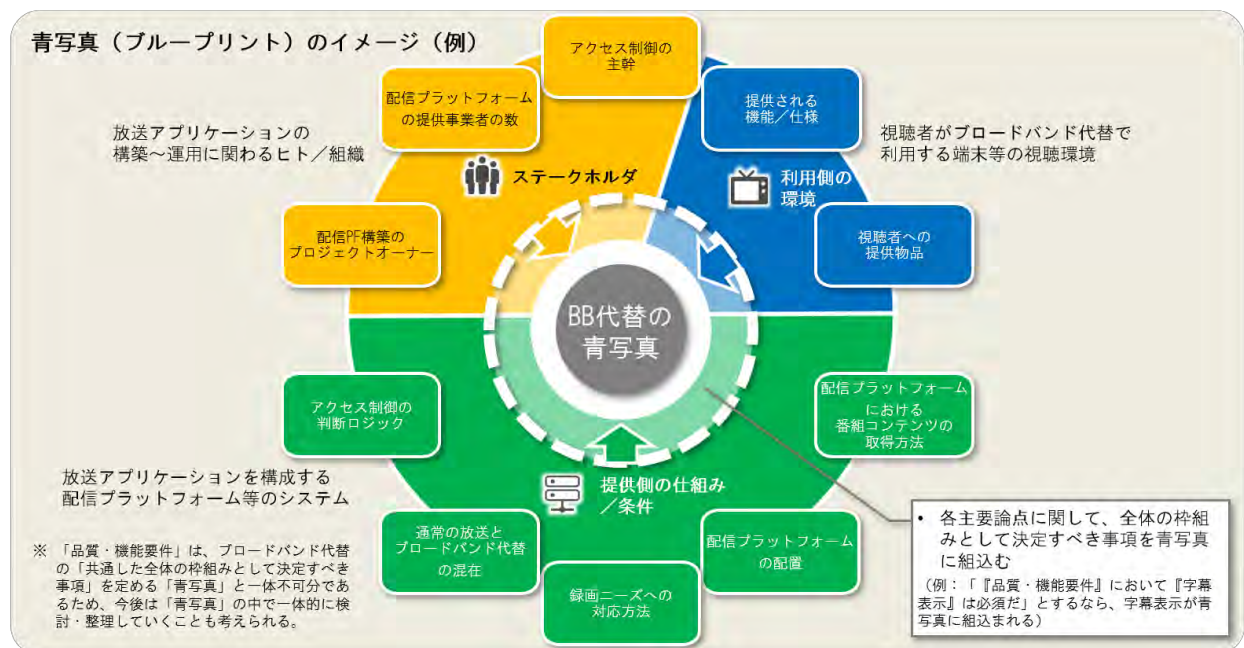 青写真（ブループリント）のイメージ（例）
アクセス制御の
主幹
配信プラットフォーム
の提供事業者の数
提供される
機能／仕様
放送アプリケーションの
構築～運用に関わるヒト／組織
視聴者がブロードバンド代替で
利用する端末等の視聴環境
ステークホルダ
利用側の
環境
配信PF構築の
プロジェクトオーナー
視聴者への
提供物品
BB代替の
青写真
アクセス制御の
判断ロジック
配信プラットフォーム
における
番組コンテンツの
取得方法
放送アプリケーションを構成する
配信プラットフォーム等のシステム
提供側の仕組み
／条件
通常の放送と
ブロードバンド代替
の混在
配信プラットフォーム
の配置
録画ニーズへの
対応方法
※ 「品質・機能要件」は、ブロードバンド代替
の「共通した全体の枠組みとして決定すべき
事項」を定める「青写真」と一体不可分であ
るため、今後は「青写真」の中で一体的に検
討・整理していくことも考えられる。
• 各主要論点に関して、全体の枠組
みとして決定すべき事項を青写真
に組込む
（例：「『品質・機能要件』において『字幕
表示』は必須だ」とするなら、字幕表示が青
写真に組込まれる）